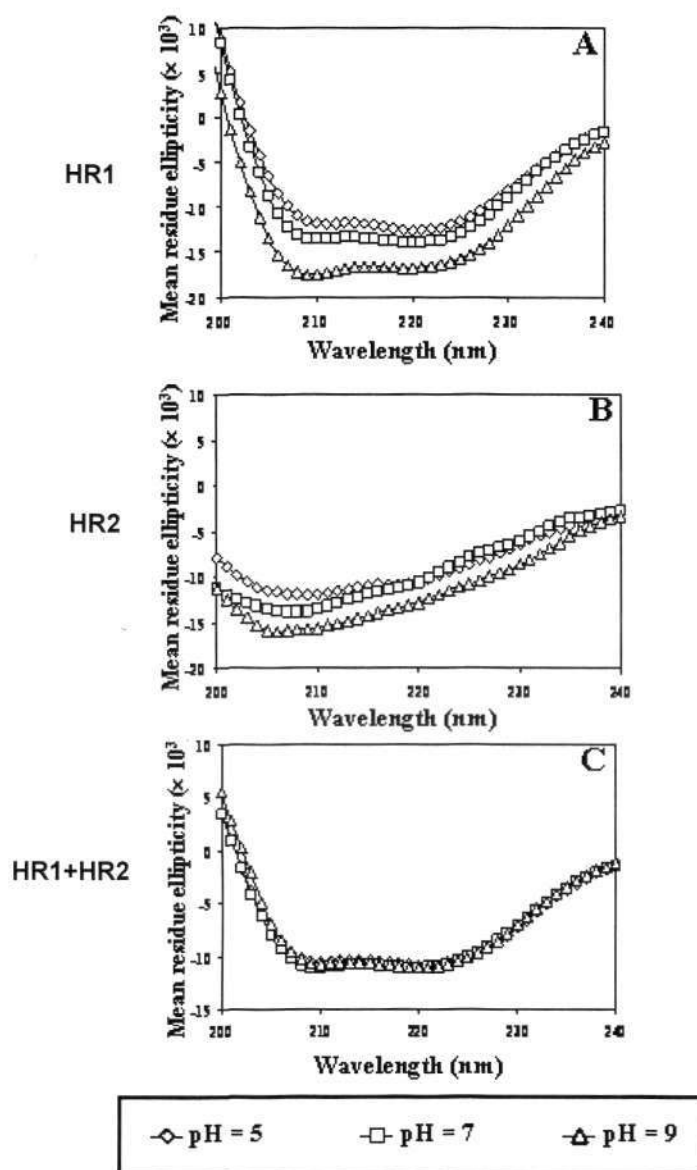 A
HR1
Mean residue ellipticity (× 10³)
10
5
0
-5
-10
-15
-20
200 210 220 230 240
Wavelength (nm)
B
HR2
Mean residue ellipticity (× 10³)
10
5
0
-5
-10
-15
-20
200 210 220 230 240
Wavelength (nm)
C
HR1+HR2
Mean residue ellipticity (× 10³
10
5
0
-5
-10
-15
200 210 220 230 240
Wavelength (nm)
pH = 5 pH = 7 pH = 9